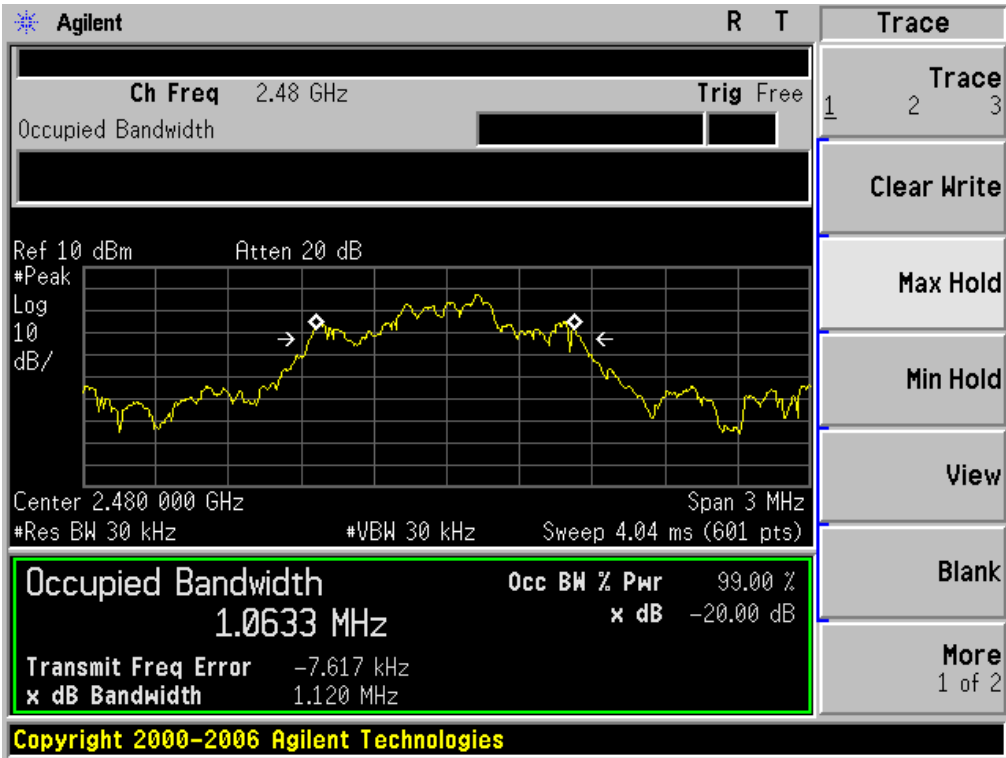 Agilent R T
Trace
Ch Freq 2.48 GHz Trig Free
Occupied Bandwidth
Trace
1 2 3
Clear Write
Max Hold
Min Hold
View
Blank
More
1 of 2
Ref 10 dBm Atten 20 dB
#Peak
Log
10
dB/
Center 2.480 000 GHz Span 3 MHz
#Res BW 30 kHz #VBW 30 kHz Sweep 4.04 ms (601 pts)
Occupied Bandwidth Occ BW % Pwr 99.00 %
1.0633 MHz x dB -20.00 dB
Transmit Freq Error -7.617 kHz
x dB Bandwidth 1.120 MHz
Copyright 2000-2006 Agilent Technologies